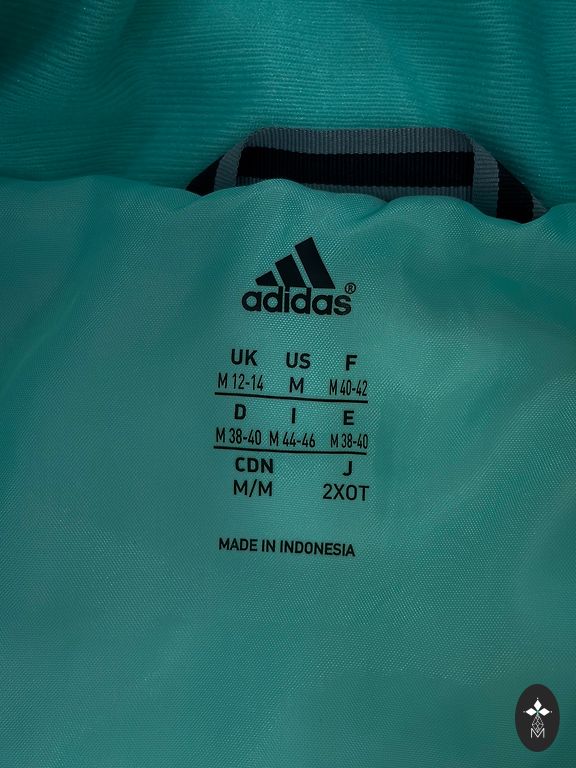 adidas®
UK US F
M 12-14 M M 40-42
D I E
M 38-40 M 44-46 M 38-40
CDN J
M/M 2XOT
MADE IN INDONESIA
M